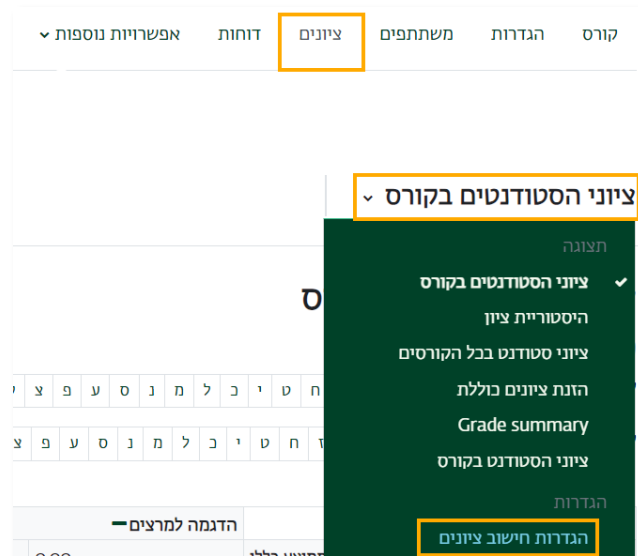 קורס הגדרות משתתפים ציונים דוחות אפשרויות נוספות
ציוני הסטודנטים בקורס
תצוגה
ציוני הסטודנטים בקורס
היסטוריית ציון
ציוני סטודנט בכל הקורסים
הזנת ציונים כוללת
Grade summary
ציוני הסטודנט בקורס
הגדרות
הגדרות חישוב ציונים
ס
ח ט י כ ל מ נ ס ע פ צ
ז ח ט י כ ל מ נ ס ע פ צ
הדגמה למרצים